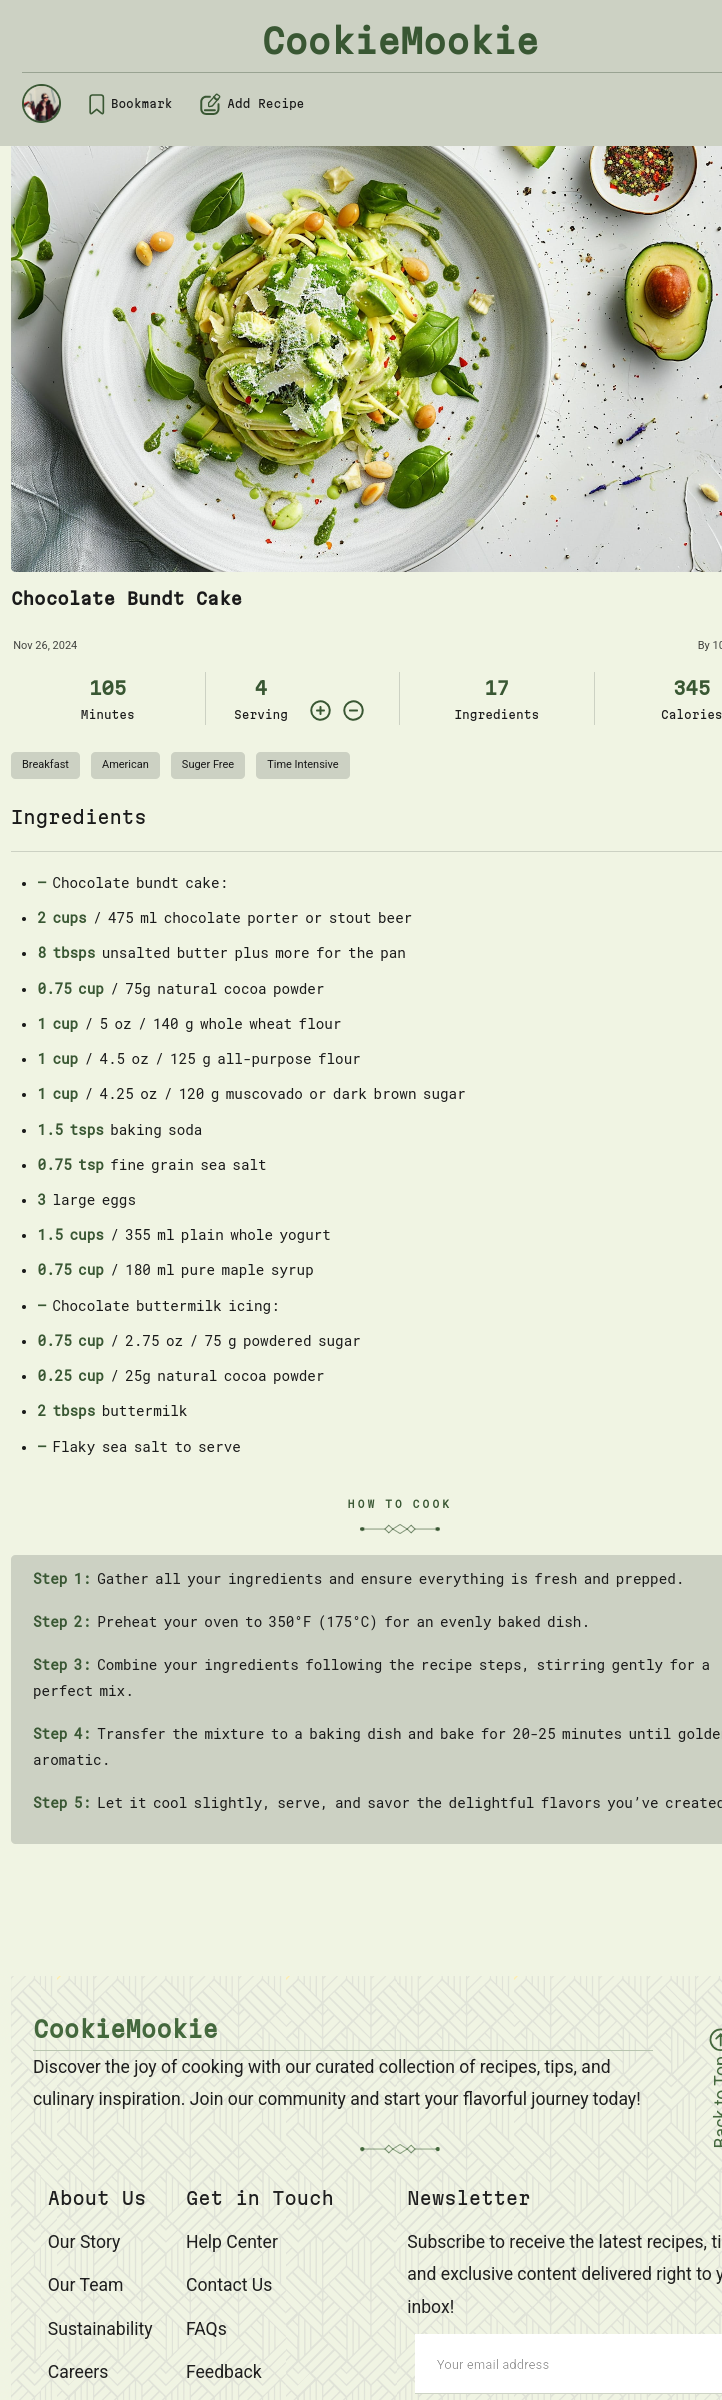 CookieMookie
Bookmark
Add Recipe
Chocolate Bundt Cake
Nov 26, 2024
By 10
105
4
17
345
Minutes
Serving
Ingredients
Calories
Breakfast
American
Suger Free
Time Intensive
Ingredients
– Chocolate bundt cake:
2 cups / 475 ml chocolate porter or stout beer
8 tbsps unsalted butter plus more for the pan
0.75 cup / 75g natural cocoa powder
1 cup / 5 oz / 140 g whole wheat flour
1 cup / 4.5 oz / 125 g all-purpose flour
1 cup / 4.25 oz / 120 g muscovado or dark brown sugar
1.5 tsps baking soda
0.75 tsp fine grain sea salt
3 large eggs
1.5 cups / 355 ml plain whole yogurt
0.75 cup / 180 ml pure maple syrup
– Chocolate buttermilk icing:
0.75 cup / 2.75 oz / 75 g powdered sugar
0.25 cup / 25g natural cocoa powder
2 tbsps buttermilk
– Flaky sea salt to serve
HOW TO COOK
Step 1: Gather all your ingredients and ensure everything is fresh and prepped.
Step 2: Preheat your oven to 350°F (175°C) for an evenly baked dish.
Step 3: Combine your ingredients following the recipe steps, stirring gently for a
perfect mix.
Step 4: Transfer the mixture to a baking dish and bake for 20-25 minutes until golde
aromatic.
Step 5: Let it cool slightly, serve, and savor the delightful flavors you’ve created
CookieMookie
Discover the joy of cooking with our curated collection of recipes, tips, and
culinary inspiration. Join our community and start your flavorful journey today!
Back to Top
About Us
Our Story
Our Team
Sustainability
Careers
Get in Touch
Help Center
Contact Us
FAQs
Feedback
Newsletter
Subscribe to receive the latest recipes, ti
and exclusive content delivered right to y
inbox!
Your email address